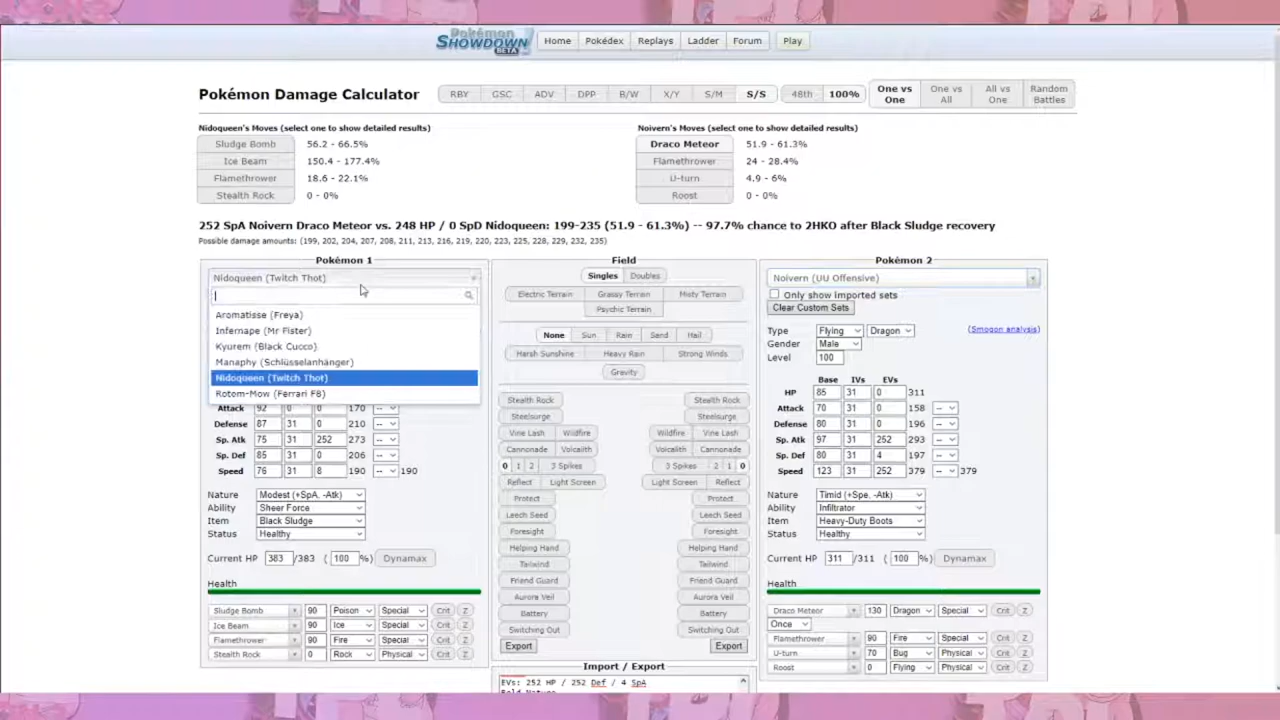 Pokémon
SHOWDOWN
BETA
Home Pokédex Replays Ladder Forum Play
Pokémon Damage Calculator RBY GSC ADV DPP B/W X/Y S/M S/S 48th 100% One vs One One vs All All vs One Random Battles
Nidoqueen's Moves (select one to show detailed results)
Sludge Bomb 56.2 - 66.5%
Ice Beam 150.4 - 177.4%
Flamethrower 18.6 - 22.1%
Stealth Rock 0 - 0%
Noivern's Moves (select one to show detailed results)
Draco Meteor 51.9 - 61.3%
Flamethrower 24 - 28.4%
U-turn 4.9 - 6%
Roost 0 - 0%
252 SpA Noivern Draco Meteor vs. 248 HP / 0 SpD Nidoqueen: 199-235 (51.9 - 61.3%) -- 97.7% chance to 2HKO after Black Sludge recovery
Possible damage amounts: (199, 202, 204, 207, 208, 211, 213, 216, 219, 220, 223, 225, 228, 229, 232, 235)
Pokémon 1
Nidoqueen (Twitch Thot)
Aromatisse (Freya)
Infernape (Mr Fister)
Kyurem (Black Cucco)
Manaphy (Schlüsselanhänger)
Nidoqueen (Twitch Thot)
Rotom-Mow (Ferrari F8)
Attack 92 0 0 170 --
Defense 87 31 0 210 --
Sp. Atk 75 31 252 273 --
Sp. Def 85 31 0 206 --
Speed 76 31 8 190 -- 190
Nature Modest (+SpA, -Atk)
Ability Sheer Force
Item Black Sludge
Status Healthy
Current HP 383 /383 ( 100 %) Dynamax
Health
Sludge Bomb 90 Poison Special Crit Z
Ice Beam 90 Ice Special Crit Z
Flamethrower 90 Fire Special Crit Z
Stealth Rock 0 Rock Physical Crit Z
Field
Singles Doubles
Electric Terrain Grassy Terrain Misty Terrain
Psychic Terrain
None Sun Rain Sand Hail
Harsh Sunshine Heavy Rain Strong Winds
Gravity
Stealth Rock Stealth Rock
Steelsurge Steelsurge
Vine Lash Wildfire Wildfire Vine Lash
Cannonade Volcalith Volcalith Cannonade
0 1 2 3 Spikes 3 Spikes 2 1 0
Reflect Light Screen Light Screen Reflect
Protect Protect
Leech Seed Leech Seed
Foresight Foresight
Helping Hand Helping Hand
Tailwind Tailwind
Friend Guard Friend Guard
Aurora Veil Aurora Veil
Battery Battery
Switching Out Switching Out
Export Export
Import / Export
EVs: 252 HP / 252 Def / 4 SpA
Bold Nature
Pokémon 2
Noivern (UU Offensive)
Only show imported sets
Clear Custom Sets
Type Flying Dragon (Smogon analysis)
Gender Male
Level 100
Base IVs EVs
HP 85 31 0 311
Attack 70 31 0 158 --
Defense 80 31 0 196 --
Sp. Atk 97 31 252 293 --
Sp. Def 80 31 4 197 --
Speed 123 31 252 379 -- 379
Nature Timid (+Spe, -Atk)
Ability Infiltrator
Item Heavy-Duty Boots
Status Healthy
Current HP 311 /311 ( 100 %) Dynamax
Health
Draco Meteor 130 Dragon Special Crit Z
Once
Flamethrower 90 Fire Special Crit Z
U-turn 70 Bug Physical Crit Z
Roost 0 Flying Physical Crit Z